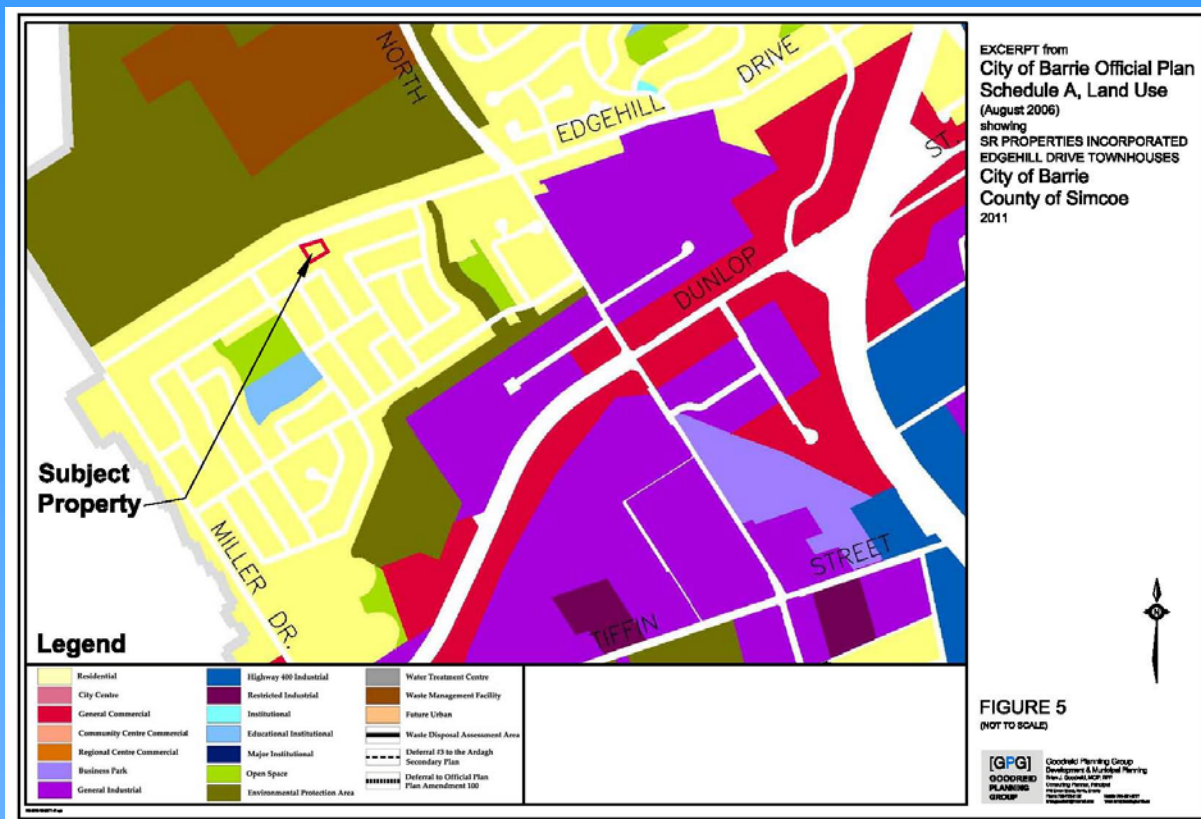 NORTH
EDGEHILL
DRIVE
ST.
DUNLOP
STREET
TIFFIN
MILLER
DR.
Subject
Property
Legend
Residential
City Centre
General Commercial
Community Centre Commercial
Regional Centre Commercial
Business Park
General Industrial
Highway 400 Industrial
Restricted Industrial
Institutional
Educational Institutional
Major Institutional
Open Space
Environmental Protection Area
Water Treatment Centre
Waste Management Facility
Future Urban
Waste Disposal Assessment Area
Deferral #3 to the Ardagh
Secondary Plan
Deferral to Official Plan
Plan Amendment 100
EXCERPT from
City of Barrie Official Plan
Schedule A, Land Use
(August 2006)
showing
SR PROPERTIES INCORPORATED
EDGEHILL DRIVE TOWNHOUSES
City of Barrie
County of Simcoe
2011
N
FIGURE 5
(NOT TO SCALE)
[GPG]
GOODREID
PLANNING
GROUP
Goodreid Planning Group
Development & Municipal Planning
Consulting Planner, Principal